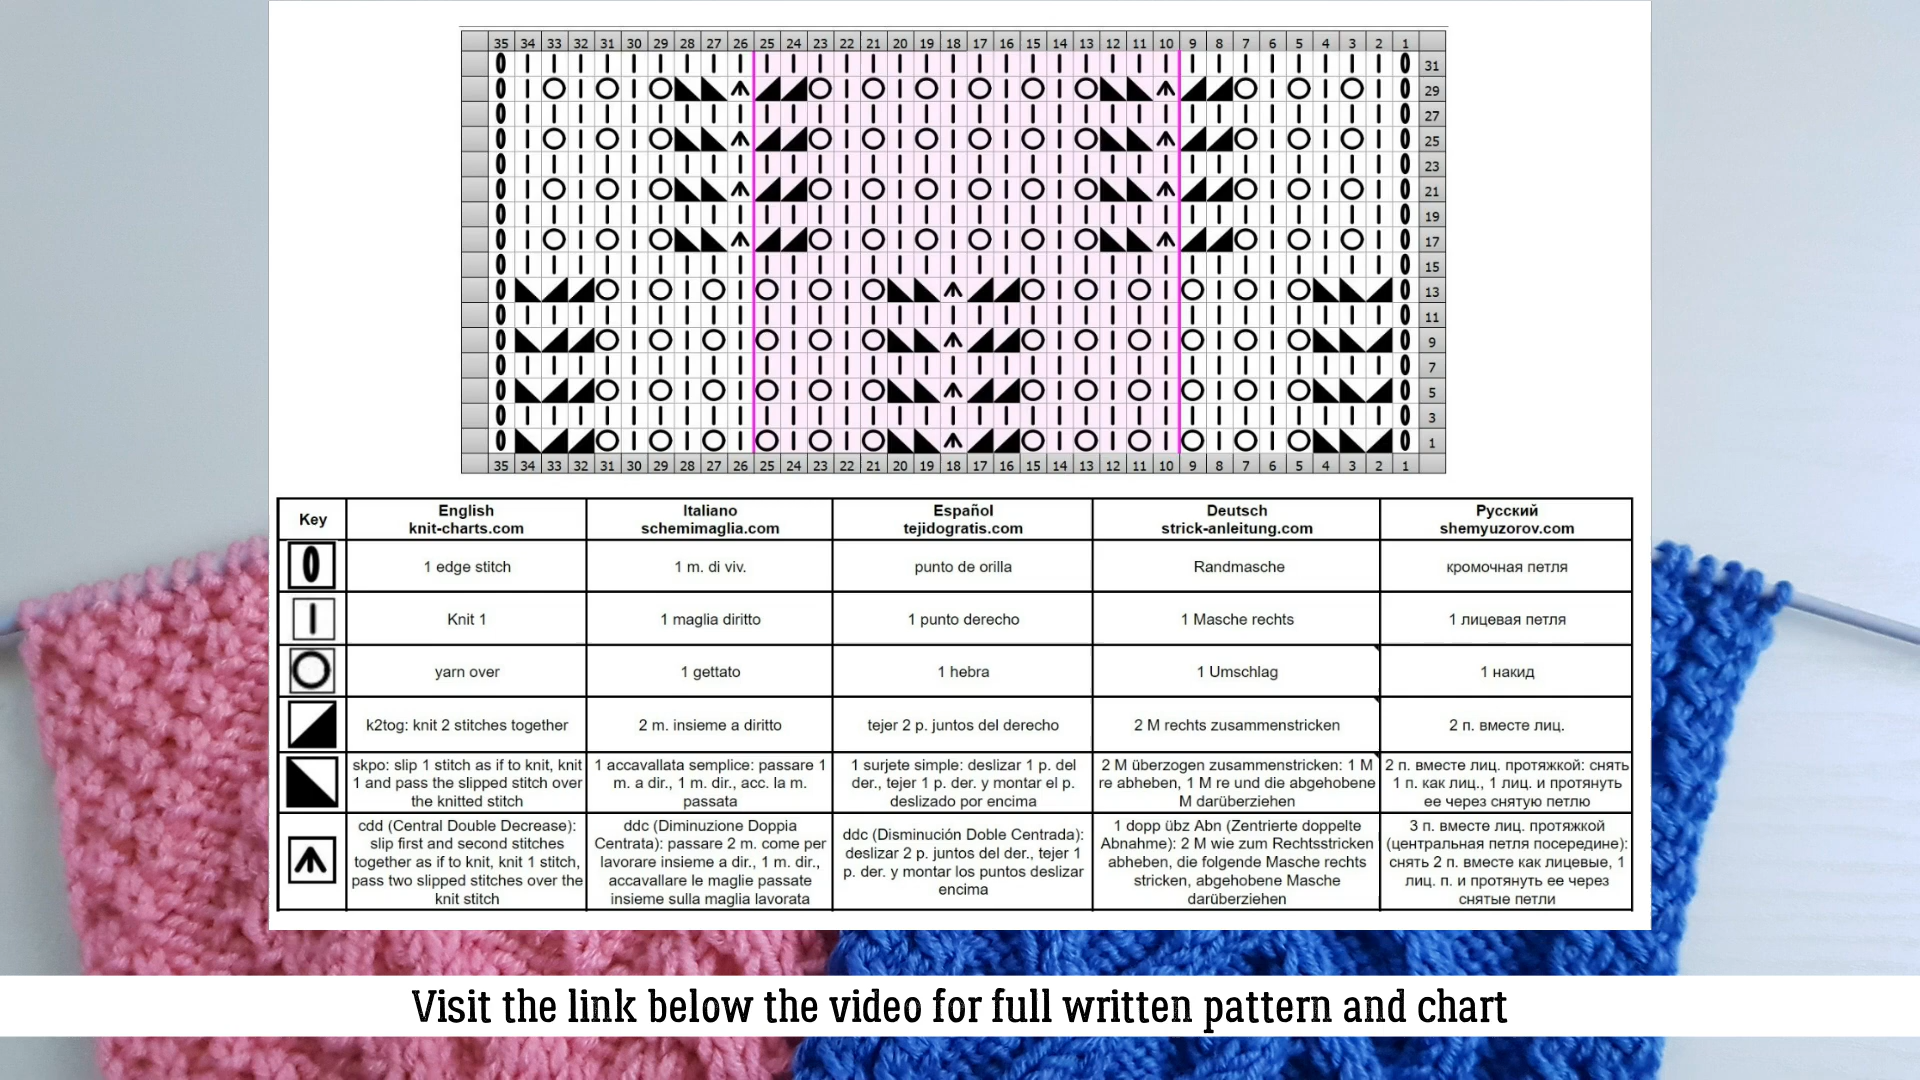 35 34 33 32 31 30 29 28 27 26 25 24 23 22 21 20 19 18 17 16 15 14 13 12 11 10 9 8 7 6 5 4 3 2 1
31
29
27
25
23
21
19
17
15
13
11
9
7
5
3
1
35 34 33 32 31 30 29 28 27 26 25 24 23 22 21 20 19 18 17 16 15 14 13 12 11 10 9 8 7 6 5 4 3 2 1
Key
English
knit-charts.com
Italiano
schemimaglia.com
Español
tejidogratis.com
Deutsch
strick-anleitung.com
Русский
shemyuzorov.com
1 edge stitch
1 m. di viv.
punto de orilla
Randmasche
кромочная петля
Knit 1
1 maglia diritto
1 punto derecho
1 Masche rechts
1 лицевая петля
yarn over
1 gettato
1 hebra
1 Umschlag
1 накид
k2tog: knit 2 stitches together
2 m. insieme a diritto
tejer 2 p. juntos del derecho
2 M rechts zusammenstricken
2 п. вместе лиц.
skpo: slip 1 stitch as if to knit, knit
1 and pass the slipped stitch over
the knitted stitch
1 accavallata semplice: passare 1
m. a dir., 1 m. dir., acc. la m.
passata
1 surjete simple: deslizar 1 p. del
der., tejer 1 p. der. y montar el p.
deslizado por encima
2 M überzogen zusammenstricken: 1 M
re abheben, 1 M re und die abgehobene
M darüberziehen
2 п. вместе лиц. протяжкой: снять
1 п. как лиц., 1 лиц. и протянуть
ее через снятую петлю
cdd (Central Double Decrease):
slip first and second stitches
together as if to knit, knit 1 stitch,
pass two slipped stitches over the
knit stitch
ddc (Diminuzione Doppia
Centrata): passare 2 m. come per
lavorare insieme a dir., 1 m. dir.,
accavallare le maglie passate
insieme sulla maglia lavorata
ddc (Disminución Doble Centrada):
deslizar 2 p. juntos del der., tejer 1
p. der. y montar los puntos deslizar
encima
1 dopp übz Abn (Zentrierte doppelte
Abnahme): 2 M wie zum Rechtsstricken
abheben, die folgende Masche rechts
stricken, abgehobene Masche
darüberziehen
3 п. вместе лиц. протяжкой
(центральная петля посередине):
снять 2 п. вместе как лицевые, 1
лиц. п. и протянуть ее через
снятые петли
Visit the link below the video for full written pattern and chart